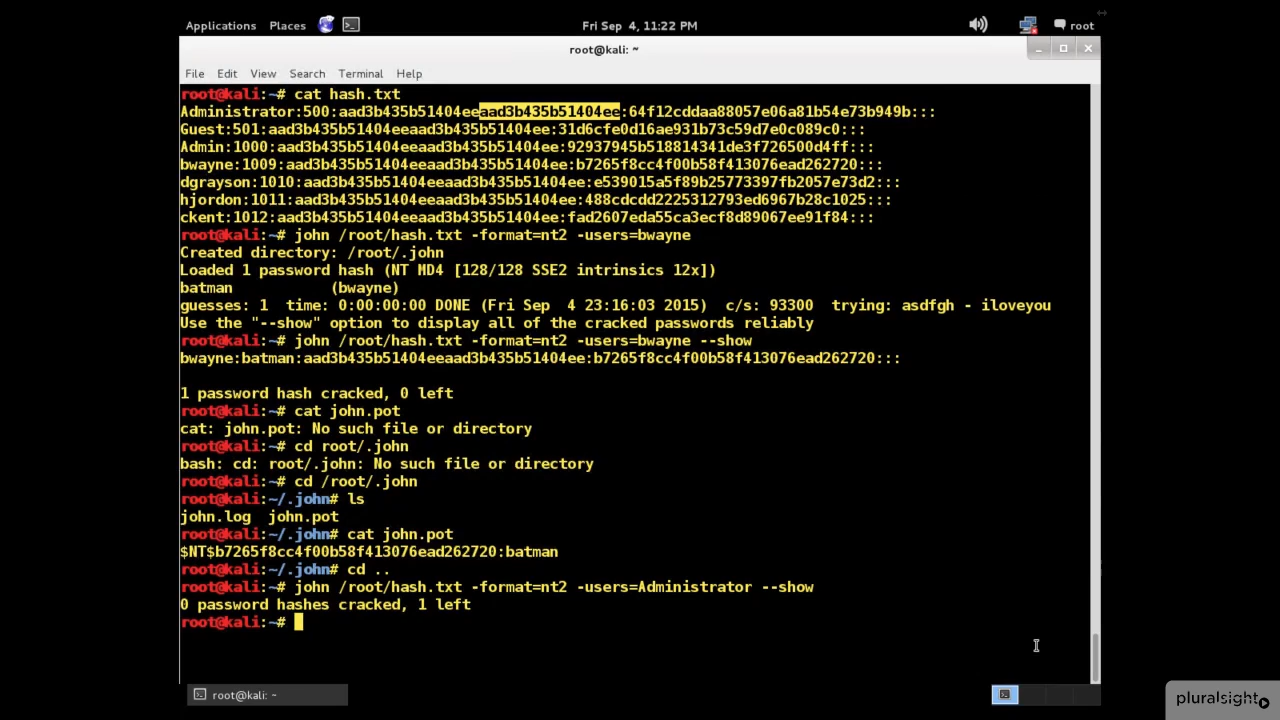 Applications Places Fri Sep 4, 11:22 PM root
root@kali: ~
File Edit View Search Terminal Help
root@kali:~# cat hash.txt
Administrator:500:aad3b435b51404eeaad3b435b51404ee:64f12cddaa88057e06a81b54e73b949b:::
Guest:501:aad3b435b51404eeaad3b435b51404ee:31d6cfe0d16ae931b73c59d7e0c089c0:::
Admin:1000:aad3b435b51404eeaad3b435b51404ee:92937945b518814341de3f726500d4ff:::
bwayne:1009:aad3b435b51404eeaad3b435b51404ee:b7265f8cc4f00b58f413076ead262720:::
dgrayson:1010:aad3b435b51404eeaad3b435b51404ee:e539015a5f89b25773397fb2057e73d2:::
hjordon:1011:aad3b435b51404eeaad3b435b51404ee:488cdcdd2225312793ed6967b28c1025:::
ckent:1012:aad3b435b51404eeaad3b435b51404ee:fad2607eda55ca3ecf8d89067ee91f84:::
root@kali:~# john /root/hash.txt -format=nt2 -users=bwayne
Created directory: /root/.john
Loaded 1 password hash (NT MD4 [128/128 SSE2 intrinsics 12x])
batman (bwayne)
guesses: 1 time: 0:00:00:00 DONE (Fri Sep 4 23:16:03 2015) c/s: 93300 trying: asdfgh - iloveyou
Use the "--show" option to display all of the cracked passwords reliably
root@kali:~# john /root/hash.txt -format=nt2 -users=bwayne --show
bwayne:batman:aad3b435b51404eeaad3b435b51404ee:b7265f8cc4f00b58f413076ead262720:::
1 password hash cracked, 0 left
root@kali:~# cat john.pot
cat: john.pot: No such file or directory
root@kali:~# cd root/.john
bash: cd: root/.john: No such file or directory
root@kali:~# cd /root/.john
root@kali:~/.john# ls
john.log john.pot
root@kali:~/.john# cat john.pot
$NT$b7265f8cc4f00b58f413076ead262720:batman
root@kali:~/.john# cd ..
root@kali:~# john /root/hash.txt -format=nt2 -users=Administrator --show
0 password hashes cracked, 1 left
root@kali:~#
root@kali: ~
pluralsight